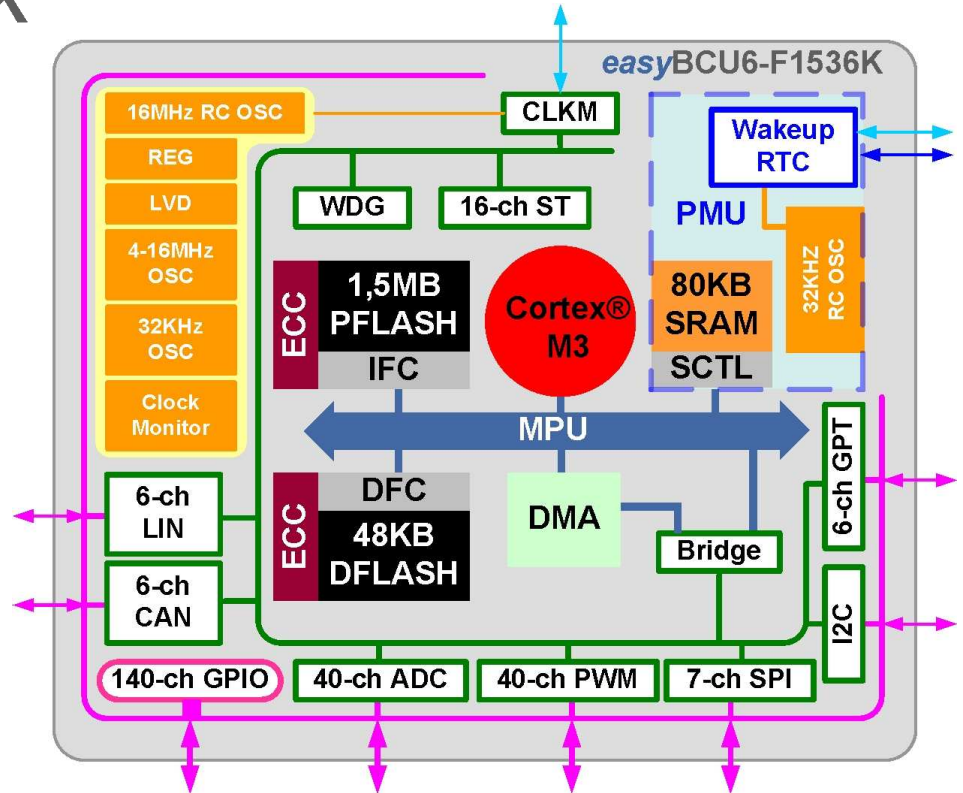 easyBCU6-F1536K
16MHz RC OSC
CLKM
REG
LVD
4-16MHz
OSC
32KHz
OSC
Clock
Monitor
WDG
16-ch ST
Wakeup
RTC
PMU
32KHZ
RC OSC
ECC
1,5MB
PFLASH
IFC
Cortex®
M3
80KB
SRAM
SCTL
MPU
6-ch
LIN
6-ch
CAN
ECC
DFC
48KB
DFLASH
DMA
Bridge
6-ch GPT
I2C
140-ch GPIO
40-ch ADC
40-ch PWM
7-ch SPI